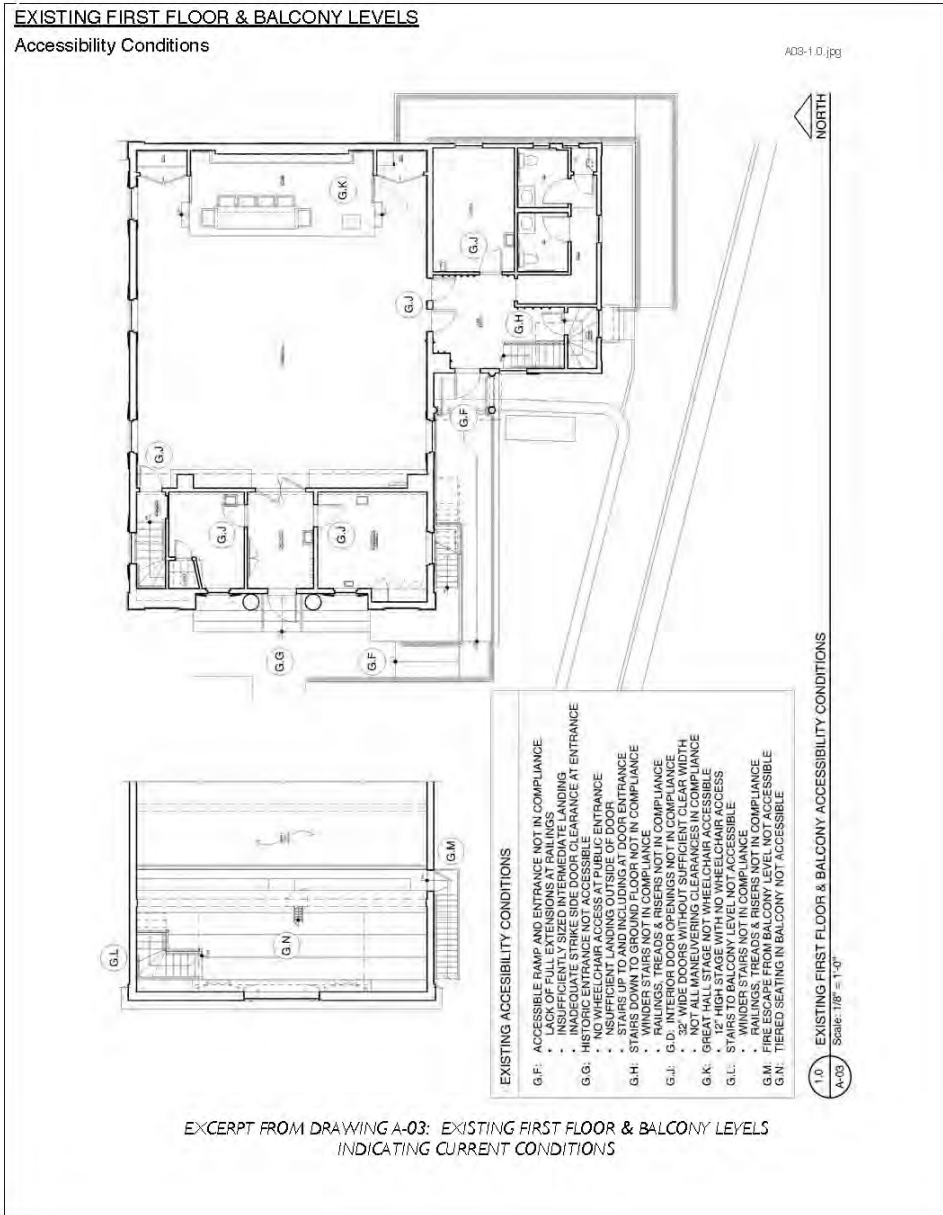 EXISTING FIRST FLOOR & BALCONY LEVELS
Accessibility Conditions
A03-1.0.jpg
NORTH
G.K
G.J
G.J
G.H
G.F
G.J
G.J
G.J
G.G
G.F
G.L
G.N
G.M
EXISTING ACCESSIBILITY CONDITIONS
G.F: ACCESSIBLE RAMP AND ENTRANCE NOT IN COMPLIANCE
• LACK OF FULL EXTENSIONS AT RAILINGS
• INSUFFICIENTLY SIZED INTERMEDIATE LANDING
• INADEQUATE STRIKE SIDE DOOR CLEARANCE AT ENTRANCE
G.G: HISTORIC ENTRANCE NOT ACCESSIBLE
• NO WHEELCHAIR ACCESS AT PUBLIC ENTRANCE
• NSUFFICIENT LANDING OUTSIDE OF DOOR
• STAIRS UP TO AND INCLUDING AT DOOR ENTRANCE
G.H: STAIRS DOWN TO GROUND FLOOR NOT IN COMPLIANCE
• WINDER STAIRS NOT IN COMPLIANCE
• RAILINGS, TREADS & RISERS NOT IN COMPLIANCE
G.J: G.D: INTERIOR DOOR OPENINGS NOT IN COMPLIANCE
• 32" WIDE DOORS WITHOUT SUFFICIENT CLEAR WIDTH
• NOT ALL MANEUVERING CLEARANCES IN COMPLIANCE
G.K: GREAT HALL STAGE NOT WHEELCHAIR ACCESSIBLE
• 12" HIGH STAGE WITH NO WHEELCHAIR ACCESS
G.L: STAIRS TO BALCONY LEVEL NOT ACCESSIBLE
• WINDER STAIRS NOT IN COMPLIANCE
• RAILINGS, TREADS & RISERS NOT IN COMPLIANCE
G.M: FIRE ESCAPE FROM BALCONY LEVEL NOT ACCESSIBLE
G.N: TIERED SEATING IN BALCONY NOT ACCESSIBLE
1.0
A-03
EXISTING FIRST FLOOR & BALCONY ACCESSIBILITY CONDITIONS
Scale: 1/8" = 1'-0"
EXCERPT FROM DRAWING A-03: EXISTING FIRST FLOOR & BALCONY LEVELS
INDICATING CURRENT CONDITIONS